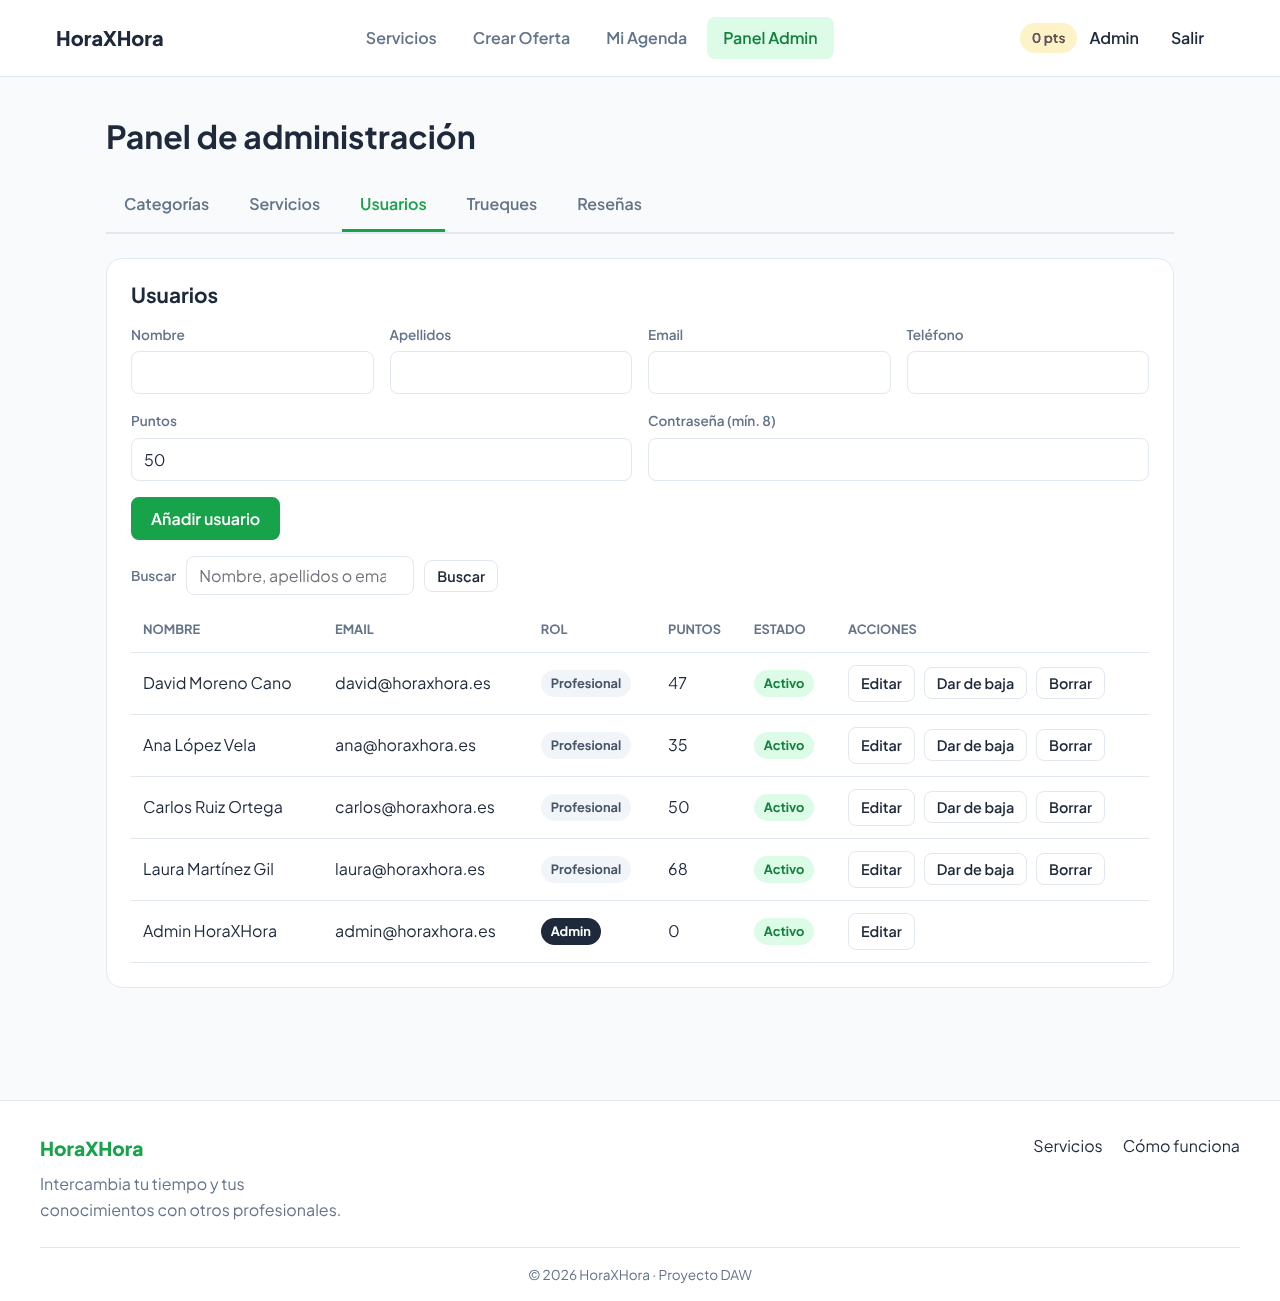 HoraXHora Servicios Crear Oferta Mi Agenda Panel Admin 0 pts Admin Salir
Panel de administración
Categorías Servicios Usuarios Trueques Reseñas
Usuarios
Nombre Apellidos Email Teléfono
Puntos Contraseña (mín. 8)
50
Añadir usuario
Buscar Nombre, apellidos o ema Buscar
NOMBRE EMAIL ROL PUNTOS ESTADO ACCIONES
David Moreno Cano david@horaxhora.es Profesional 47 Activo Editar Dar de baja Borrar
Ana López Vela ana@horaxhora.es Profesional 35 Activo Editar Dar de baja Borrar
Carlos Ruiz Ortega carlos@horaxhora.es Profesional 50 Activo Editar Dar de baja Borrar
Laura Martínez Gil laura@horaxhora.es Profesional 68 Activo Editar Dar de baja Borrar
Admin HoraXHora admin@horaxhora.es Admin 0 Activo Editar
HoraXHora Servicios Cómo funciona
Intercambia tu tiempo y tus
conocimientos con otros profesionales.
© 2026 HoraXHora · Proyecto DAW